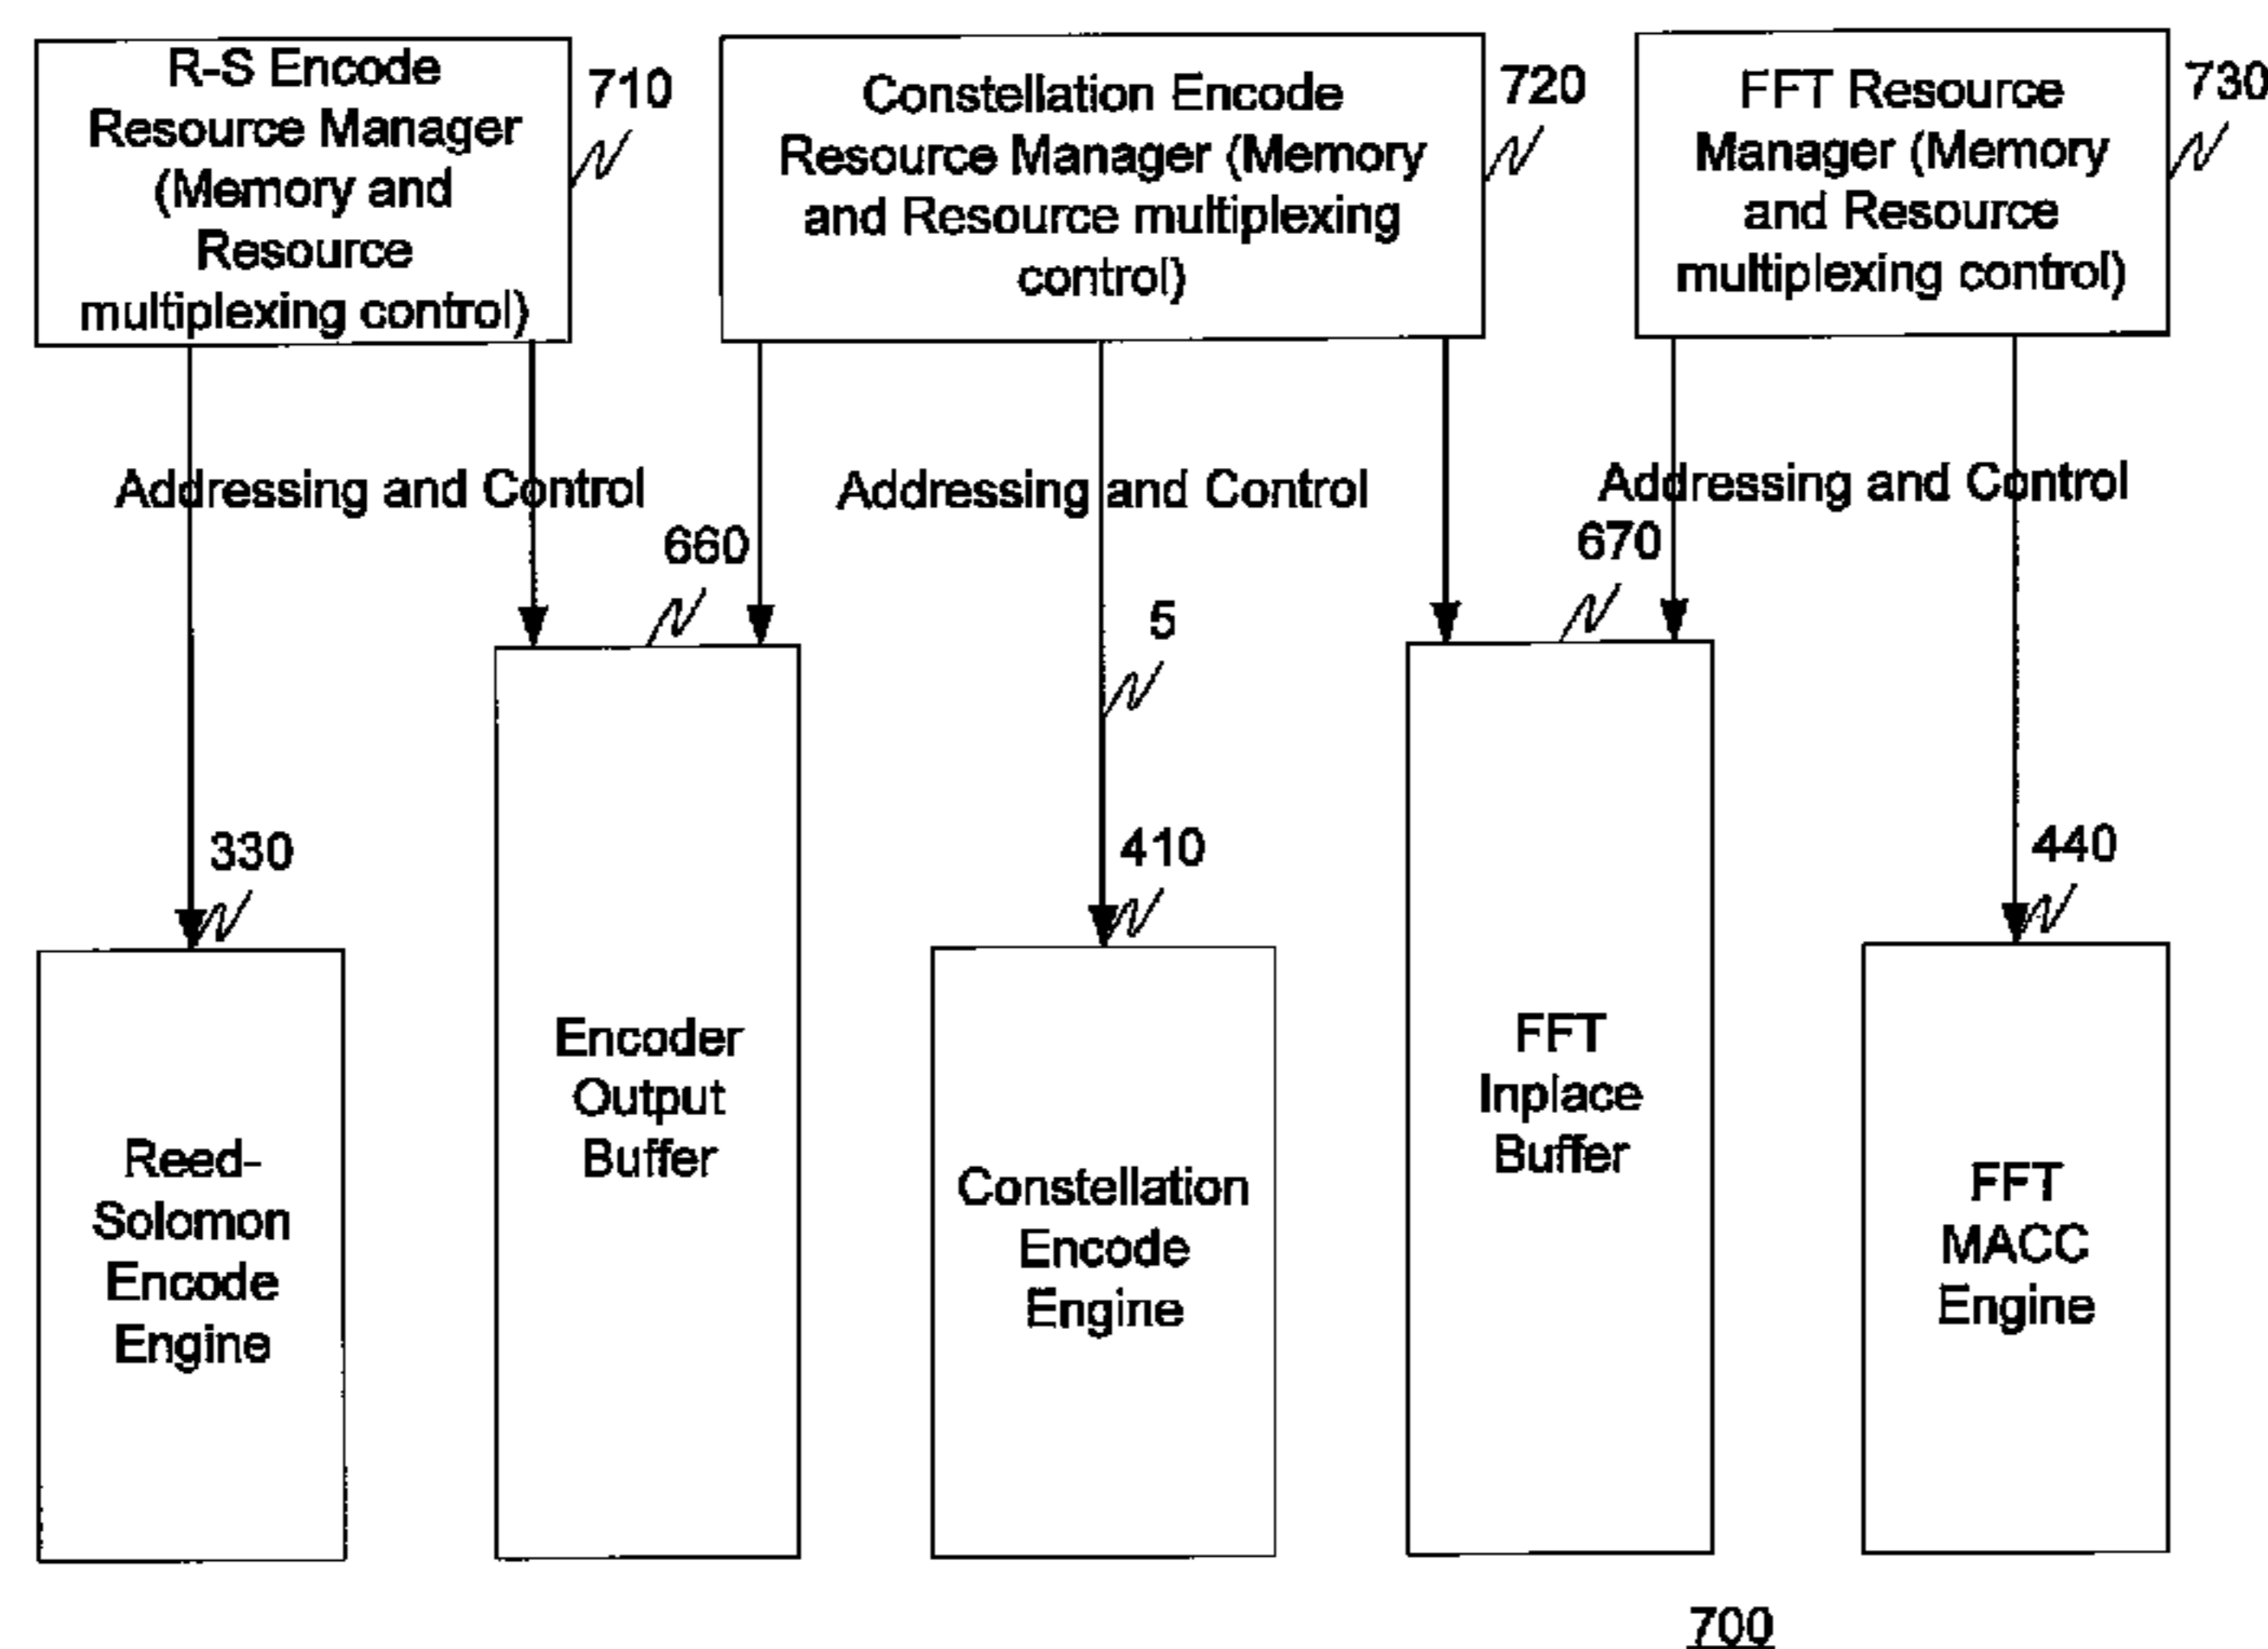 R-S Encode
Resource Manager
(Memory and
Resource
multiplexing control)
710
Constellation Encode
Resource Manager (Memory
and Resource multiplexing
control)
720
FFT Resource
Manager (Memory
and Resource
multiplexing control)
730
Addressing and Control
Addressing and Control
Addressing and Control
660
670
5
330
410
440
Reed-
Solomon
Encode
Engine
Encoder
Output
Buffer
Constellation
Encode
Engine
FFT
Inplace
Buffer
FFT
MACC
Engine
700